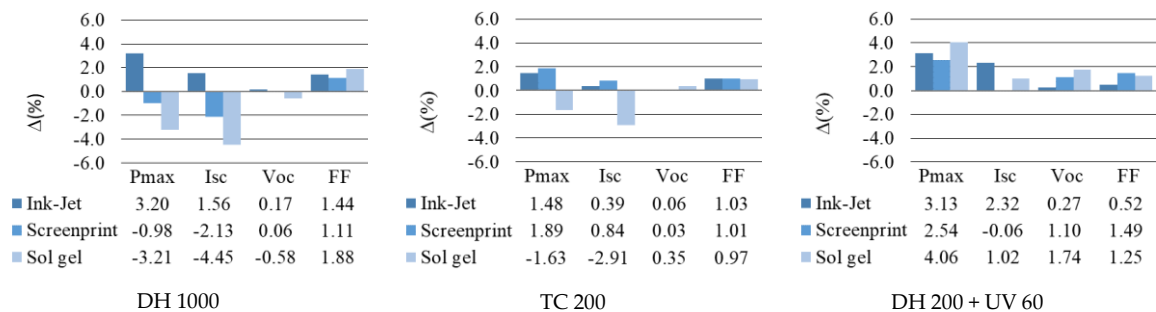 6.0
4.0
2.0
0.0
-2.0
-4.0
-6.0
Δ(%)
Pmax Isc Voc FF
Ink-Jet 3.20 1.56 0.17 1.44
Screenprint -0.98 -2.13 0.06 1.11
Sol gel -3.21 -4.45 -0.58 1.88
DH 1000
6.0
4.0
2.0
0.0
-2.0
-4.0
-6.0
Δ(%)
Pmax Isc Voc FF
Ink-Jet 1.48 0.39 0.06 1.03
Screenprint 1.89 0.84 0.03 1.01
Sol gel -1.63 -2.91 0.35 0.97
TC 200
6.0
4.0
2.0
0.0
-2.0
-4.0
-6.0
Δ(%)
Pmax Isc Voc FF
Ink-Jet 3.13 2.32 0.27 0.52
Screenprint 2.54 -0.06 1.10 1.49
Sol gel 4.06 1.02 1.74 1.25
DH 200 + UV 60